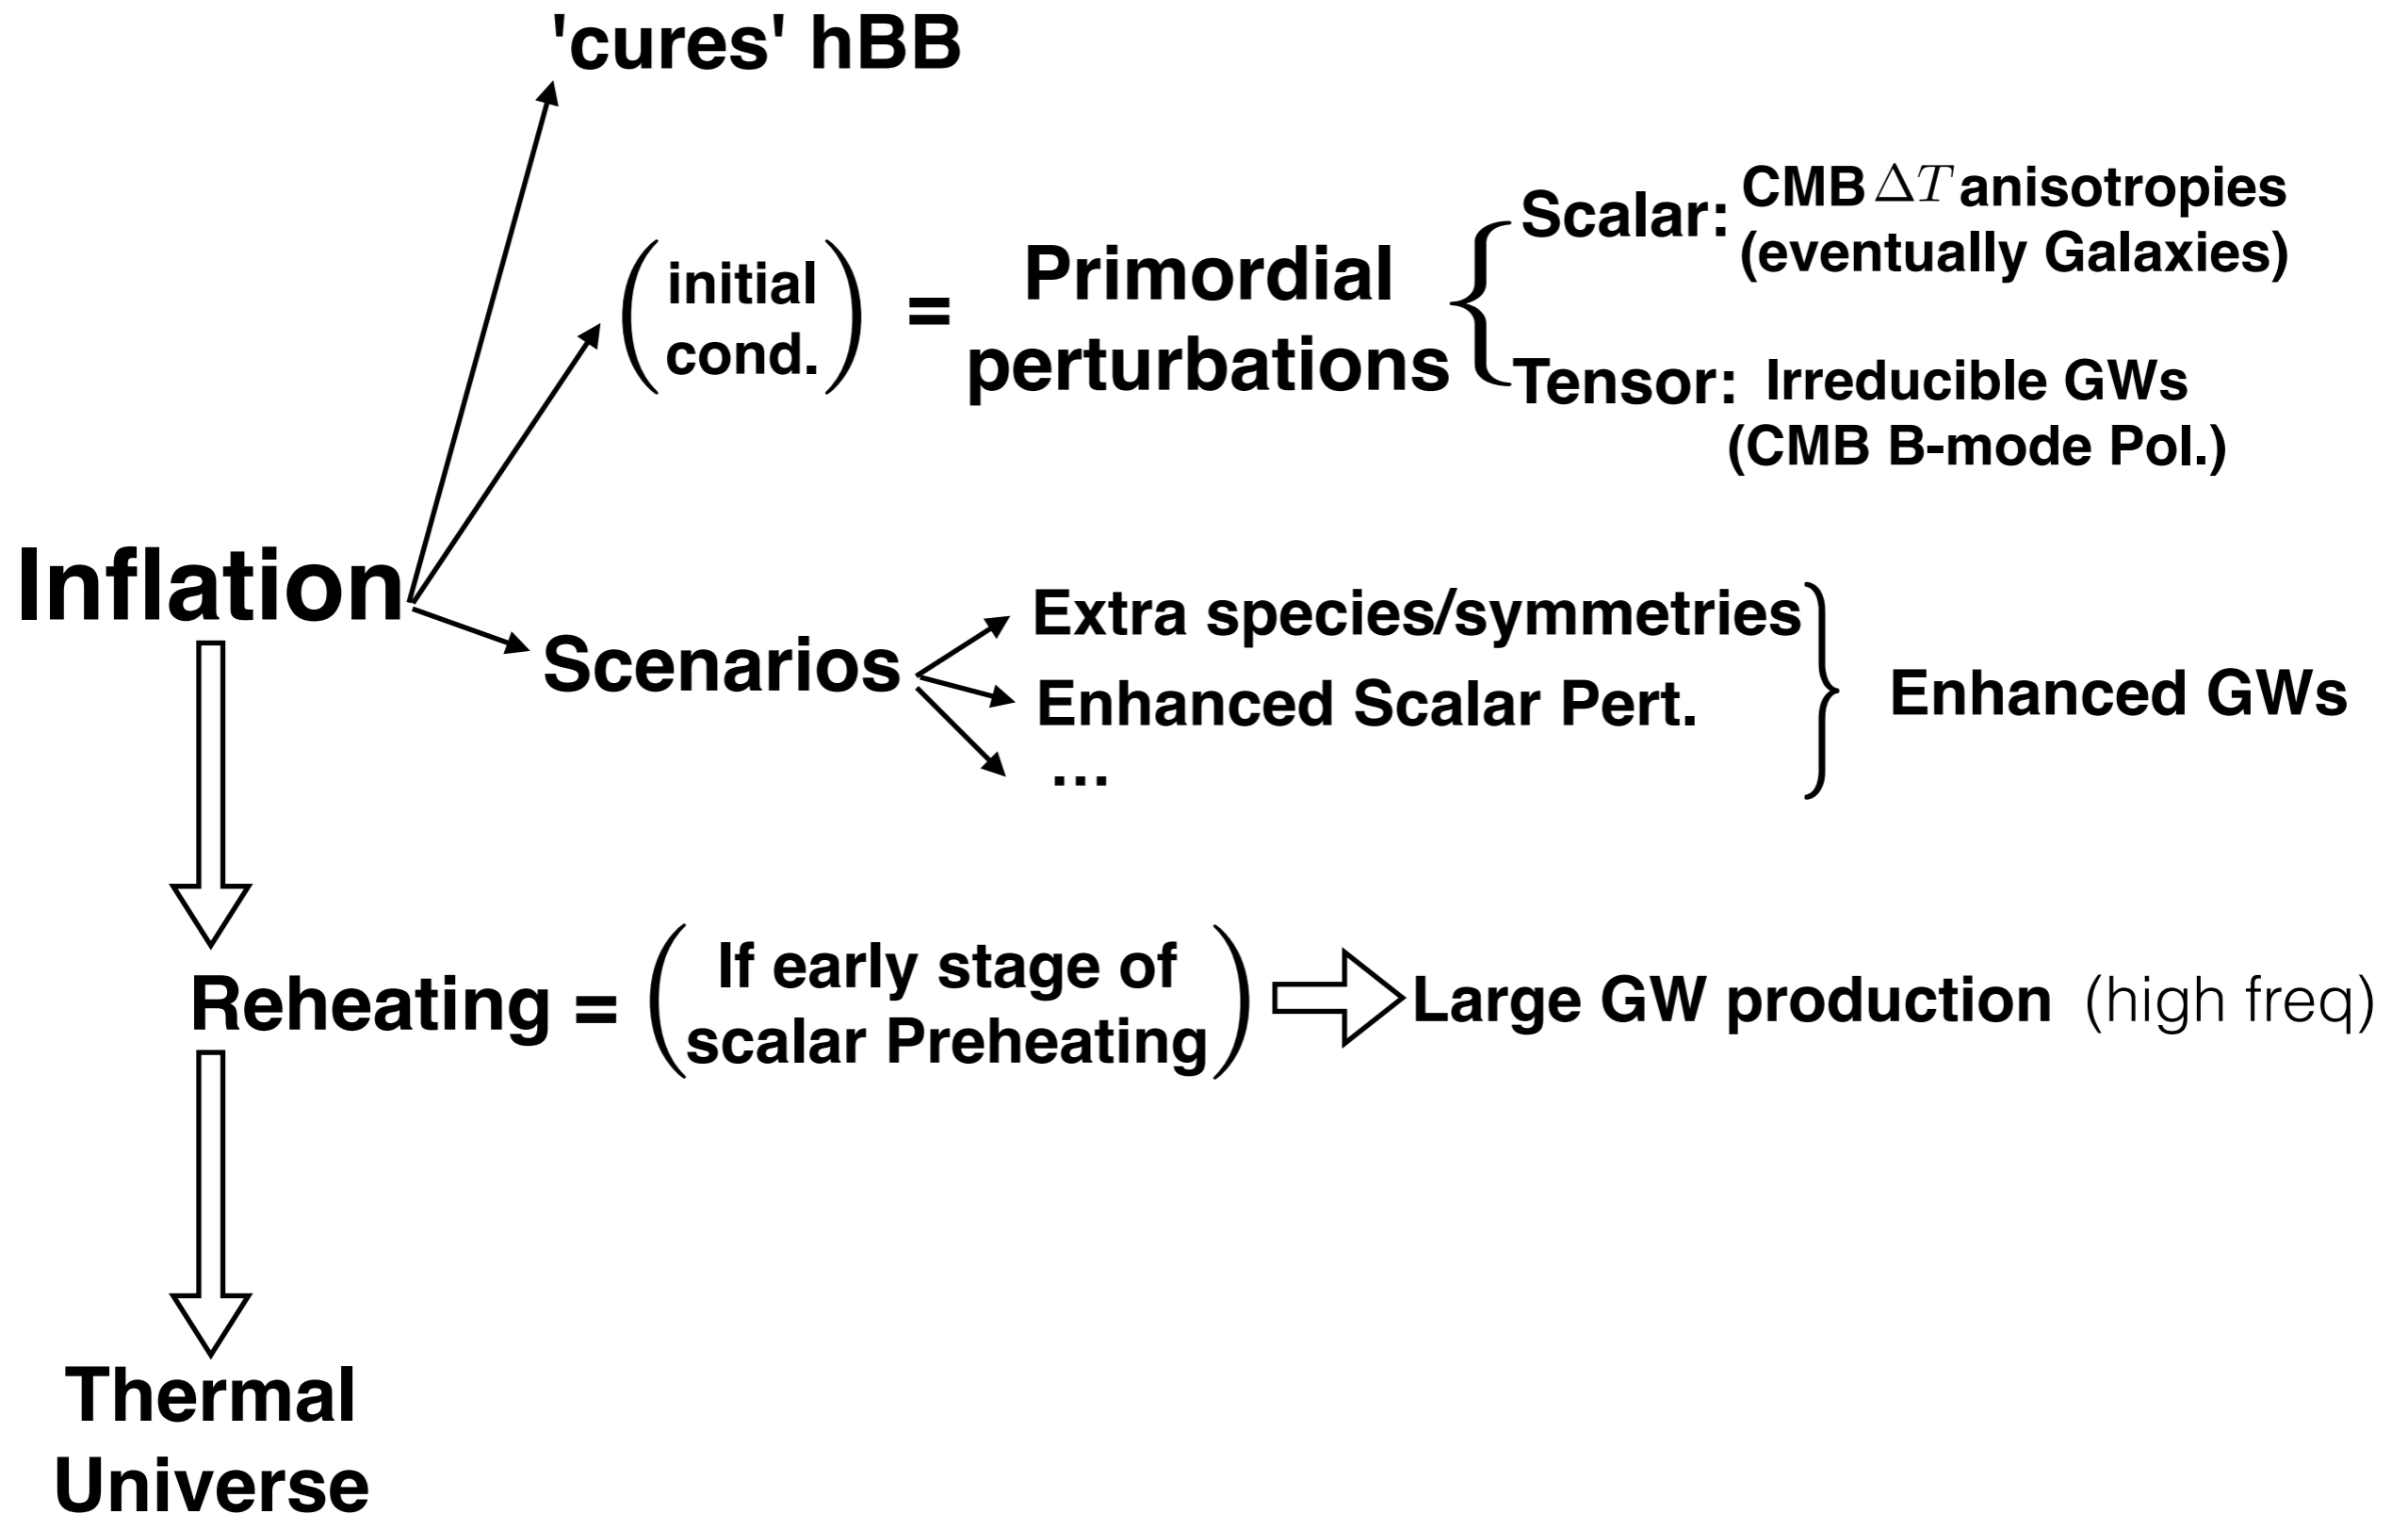 'cures' hBB
initial
cond.
=
Primordial
perturbations
Scalar:
CMB ΔT anisotropies
(eventually Galaxies)
Tensor: Irreducible GWs
(CMB B-mode Pol.)
Inflation
Scenarios
Extra species/symmetries
Enhanced Scalar Pert.
...
Enhanced GWs
Reheating =
If early stage of
scalar Preheating
Large GW production (high freq)
Thermal
Universe